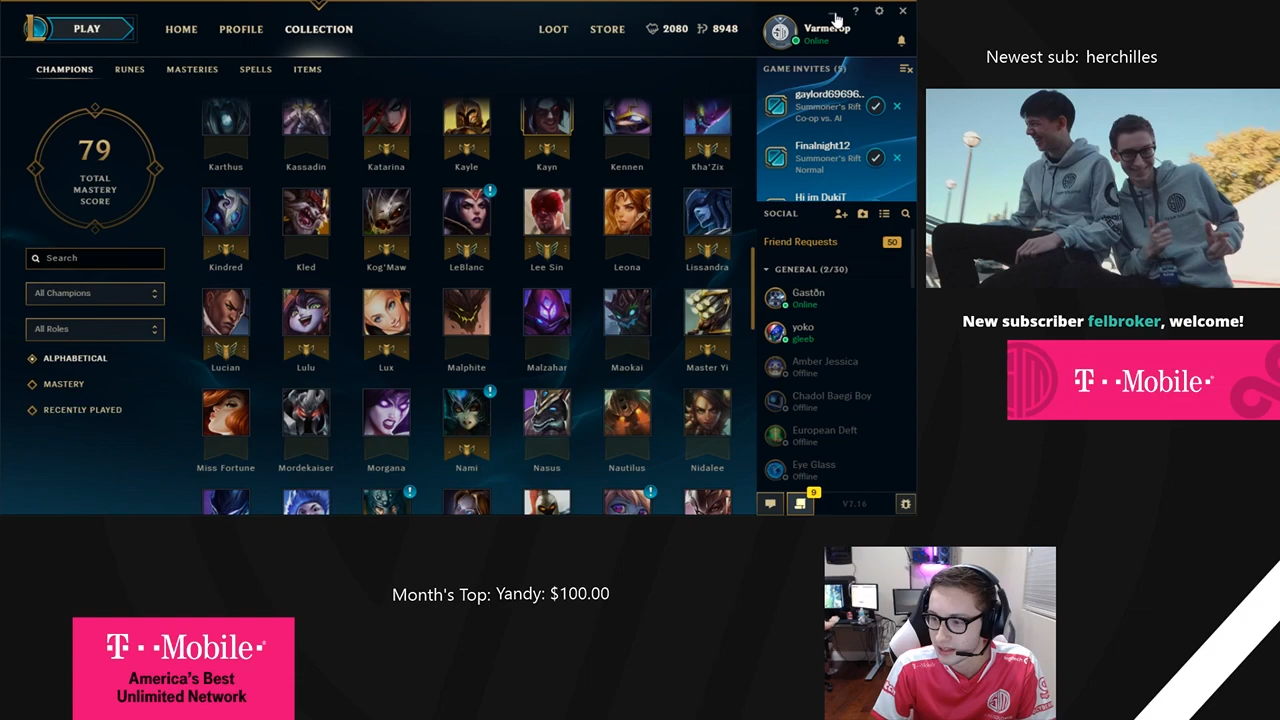 PLAY
HOME
PROFILE
COLLECTION
LOOT
STORE
2080
8948
?
Varmerop
Online
CHAMPIONS
RUNES
MASTERIES
SPELLS
ITEMS
79
TOTAL
MASTERY
SCORE
Search
All Champions
All Roles
ALPHABETICAL
MASTERY
RECENTLY PLAYED
Karthus
Kassadin
Katarina
Kayle
Kayn
Kennen
Kha'Zix
Kindred
Kled
Kog'Maw
LeBlanc
Lee Sin
Leona
Lissandra
Lucian
Lulu
Lux
Malphite
Malzahar
Maokai
Master Yi
Miss Fortune
Mordekaiser
Morgana
Nami
Nasus
Nautilus
Nidalee
GAME INVITES (5)
gaylord69696..
Summoner's Rift
Co-op vs. AI
Finalnight12
Summoner's Rift
Normal
Hi im DukiT
SOCIAL
Friend Requests
50
GENERAL (2/30)
Gastðn
Online
yoko
gleeb
Amber Jessica
Offline
Chadol Baegi Boy
Offline
European Deft
Offline
Eye Glass
Offline
9
V7.16
Newest sub: herchilles
New subscriber felbroker, welcome!
T··Mobile·
Month's Top: Yandy: $100.00
T··Mobile·
America's Best
Unlimited Network